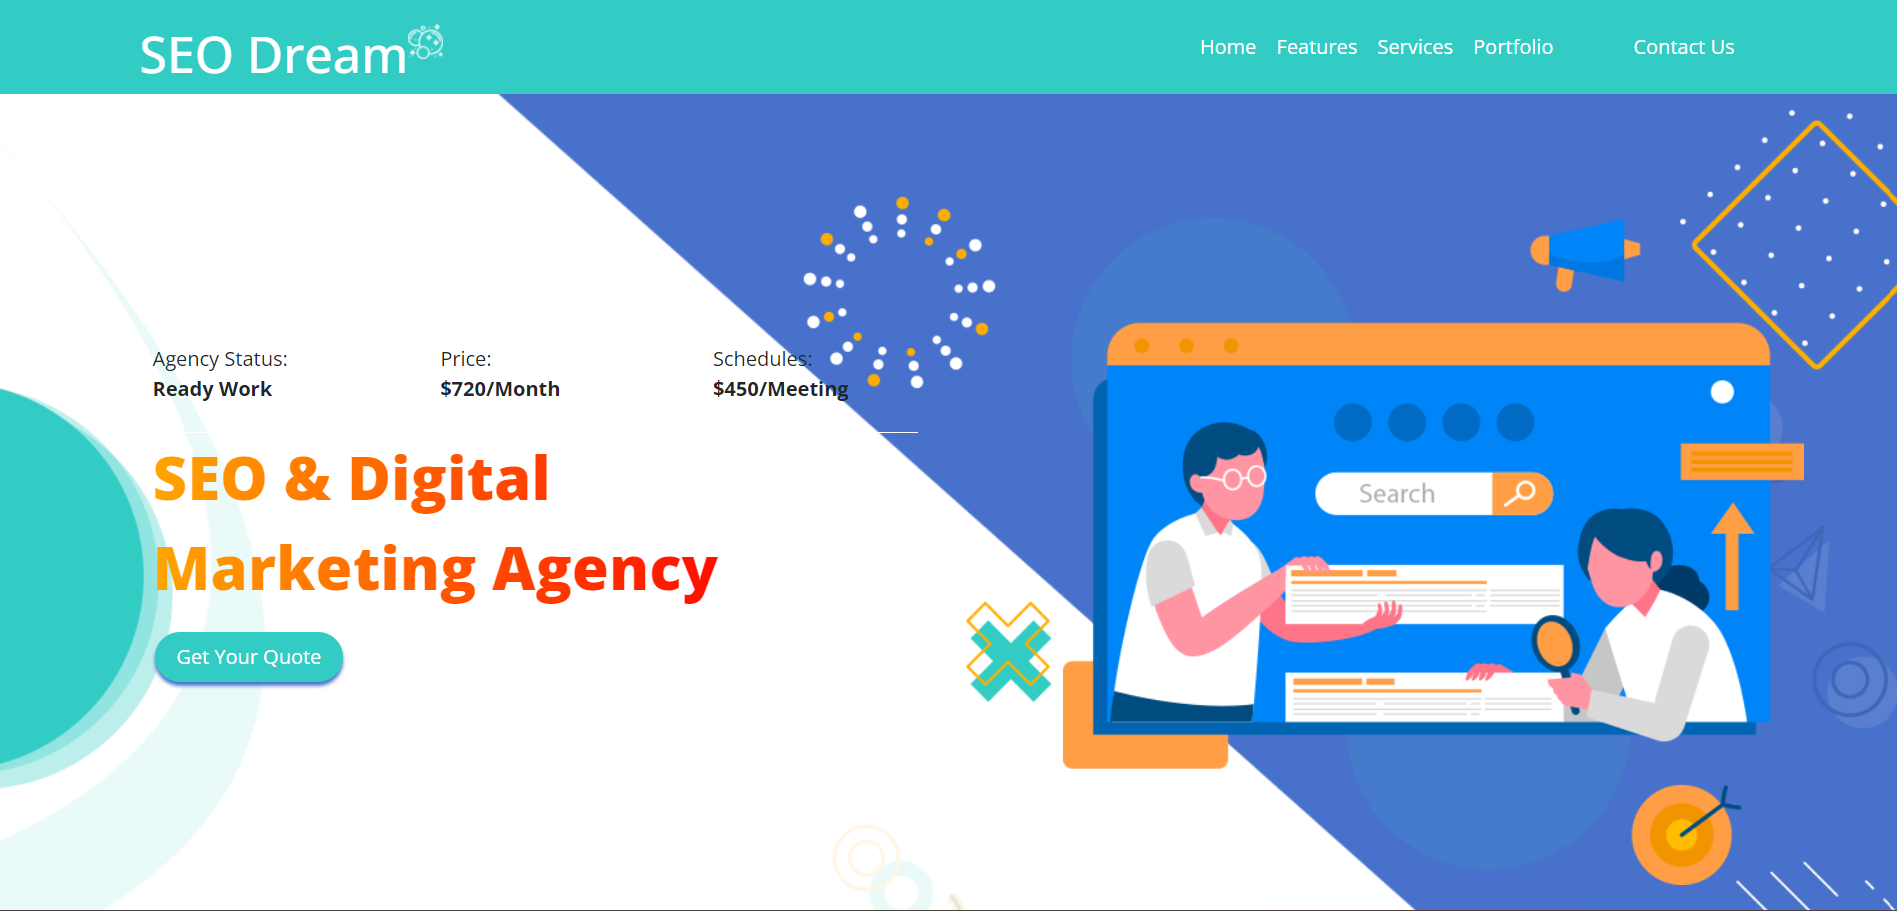 SEO Dream
Home Features Services Portfolio Contact Us
Agency Status: Price: Schedules:
Ready Work $720/Month $450/Meeting
SEO & Digital
Marketing Agency
Get Your Quote
Search